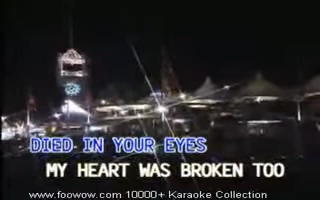 DIED IN YOUR EYES
MY HEART WAS BROKEN TOO
www.foowow.com 10000+ Karaoke Collection